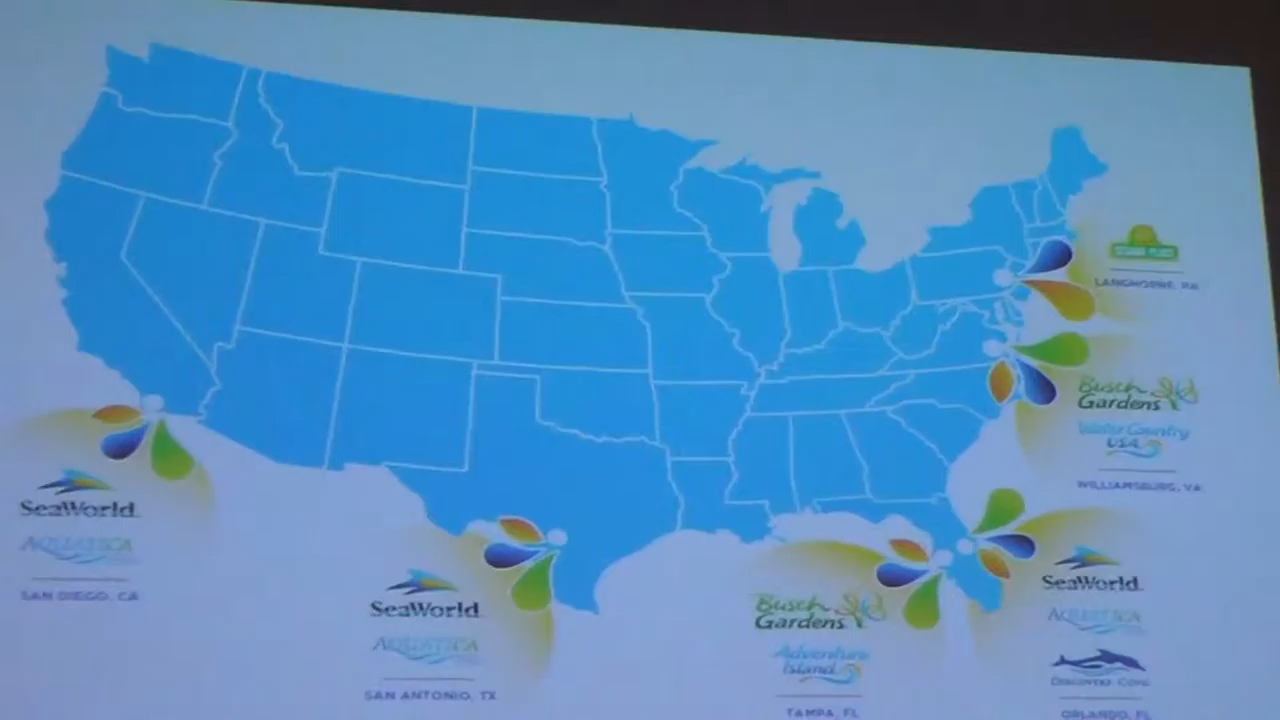 SESAME PLACE
LANGHORNE, PA
Busch
Gardens
Water Country
USA
WILLIAMSBURG, VA
SeaWorld
AQUATICA
SAN DIEGO, CA
SeaWorld
AQUATICA
SAN ANTONIO, TX
Busch
Gardens
Adventure
Island
TAMPA, FL
SeaWorld
AQUATICA
DISCOVERY COVE
ORLANDO, FL